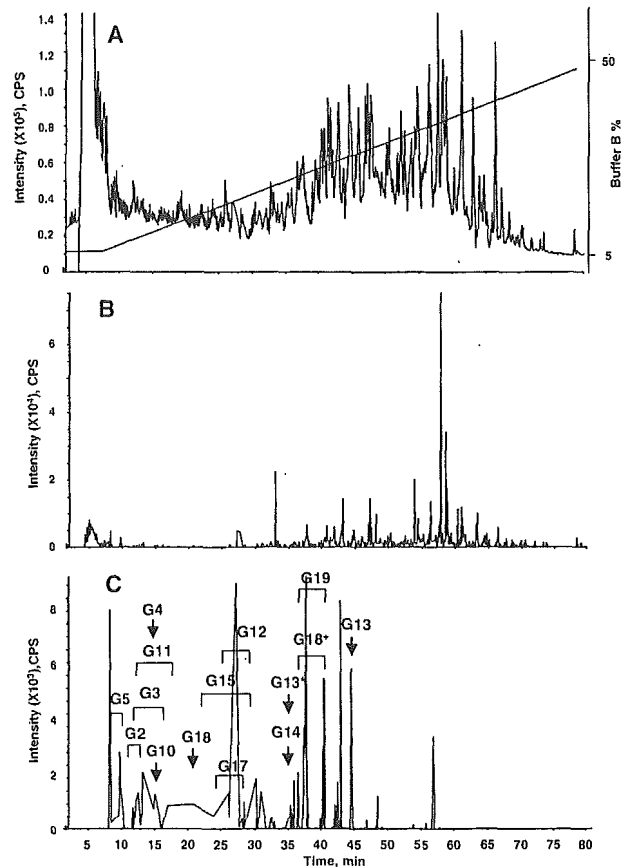 A
1.4
1.2
1.0
0.8
0.6
0.4
0.2
0
Intensity (X10⁵), CPS
50
5
Buffer B %
B
6
4
2
0
Intensity (X10⁴), CPS
C
8
6
4
2
0
Intensity (X10³),CPS
G19
G4
G11
G12
G18⁺
G13
G5
G3
G15
G13⁺
G2
G10
G18
G14
G17
5 10 15 20 25 30 35 40 45 50 55 60 65 70 75 80
Time, min